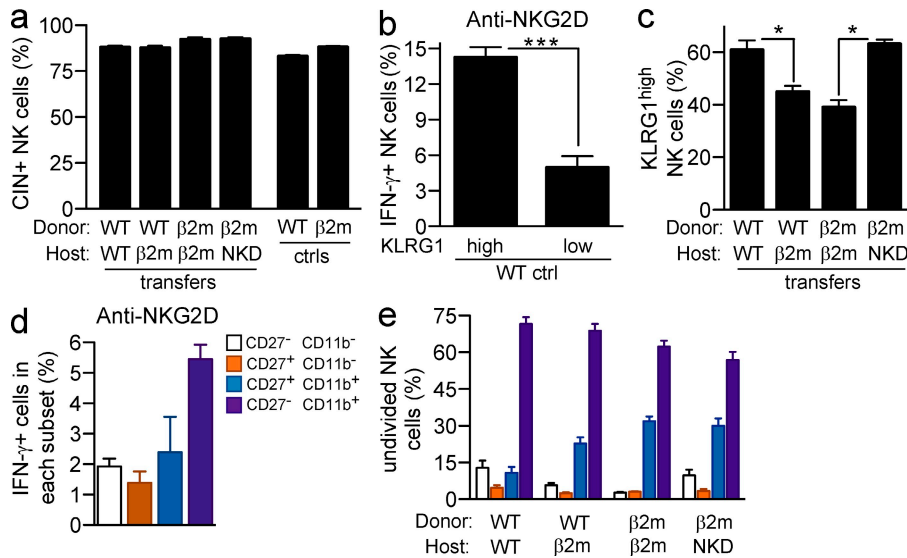 a
CIN+ NK cells (%)
100
75
50
25
0
Donor: WT WT β2m β2m WT β2m
Host: WT β2m β2m NKD ctrls
transfers
b
Anti-NKG2D
IFN-γ+ NK cells (%)
15
12
9
6
3
0
***
KLRG1 high low
WT ctrl
c
KLRG1high
NK cells (%)
60
40
20
0
* *
Donor: WT WT β2m β2m
Host: WT β2m β2m NKD
transfers
d
Anti-NKG2D
IFN-γ+ cells in
each subset (%)
6
5
4
3
2
1
0
CD27- CD11b-
CD27+ CD11b-
CD27+ CD11b+
CD27- CD11b+
e
undivided NK
cells (%)
75
60
45
30
15
0
Donor: WT WT β2m β2m
Host: WT β2m β2m NKD